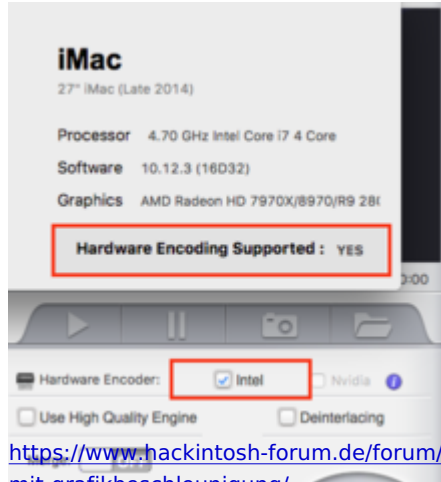 iMac
27" iMac (Late 2014)
Processor 4.70 GHz Intel Core i7 4 Core
Software 10.12.3 (16D32)
Graphics AMD Radeon HD 7970X/8970/R9 28
Hardware Encoding Supported : YES
0:00
Hardware Encoder: Intel Nvidia i
Use High Quality Engine Deinterlacing
https://www.hackintosh-forum.de/forum/
OFF
mit-grafikbeschleunigung/